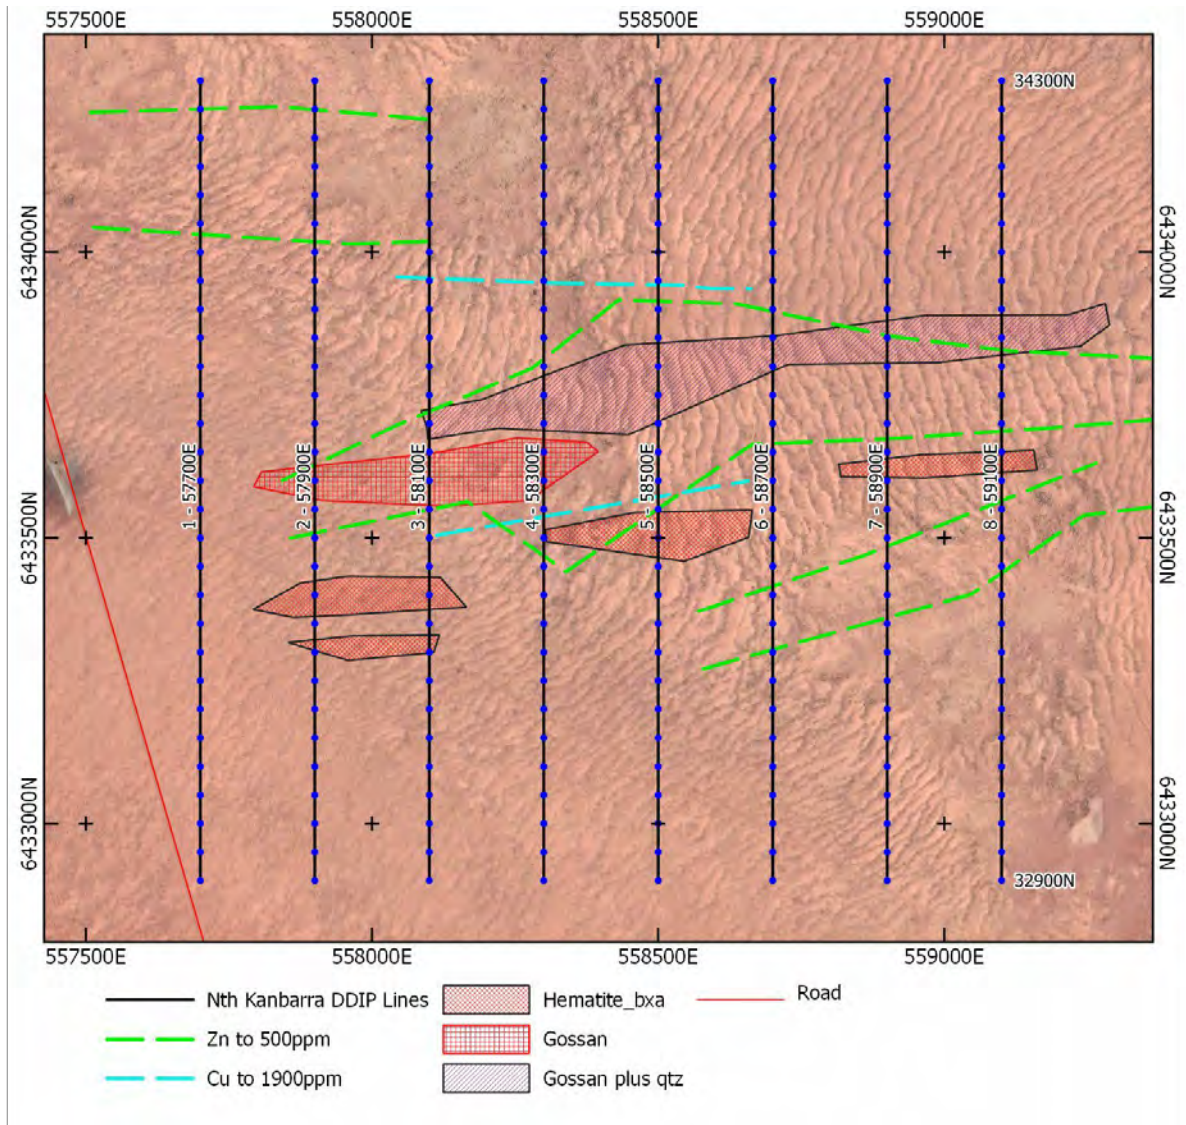 557500E 558000E 558500E 559000E
34300N
6434000N
6434000N
1 - 57700E
2 - 57900E
3 - 58100E
4 - 58300E
5 - 58500E
6 - 58700E
7 - 58900E
8 - 59100E
6433500N
6433500N
6433000N
6433000N
32900N
557500E 558000E 558500E 559000E
Nth Kanbarra DDIP Lines Hematite_bxa Road
Zn to 500ppm Gossan
Cu to 1900ppm Gossan plus qtz